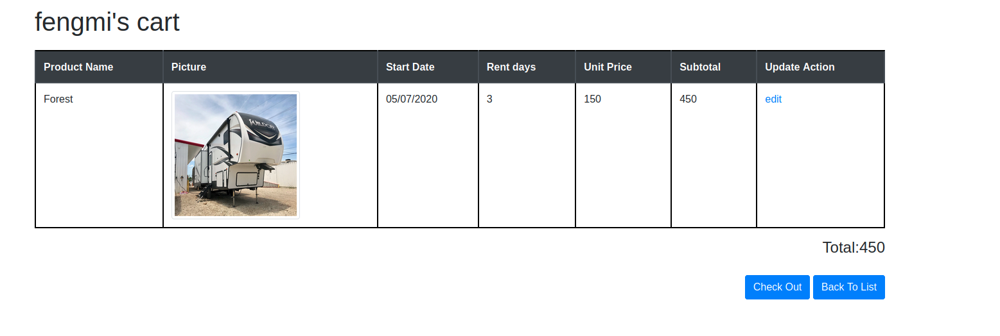 fengmi's cart
Product Name Picture Start Date Rent days Unit Price Subtotal Update Action
Forest 05/07/2020 3 150 450 edit
WILDCAT
Total:450
Check Out Back To List